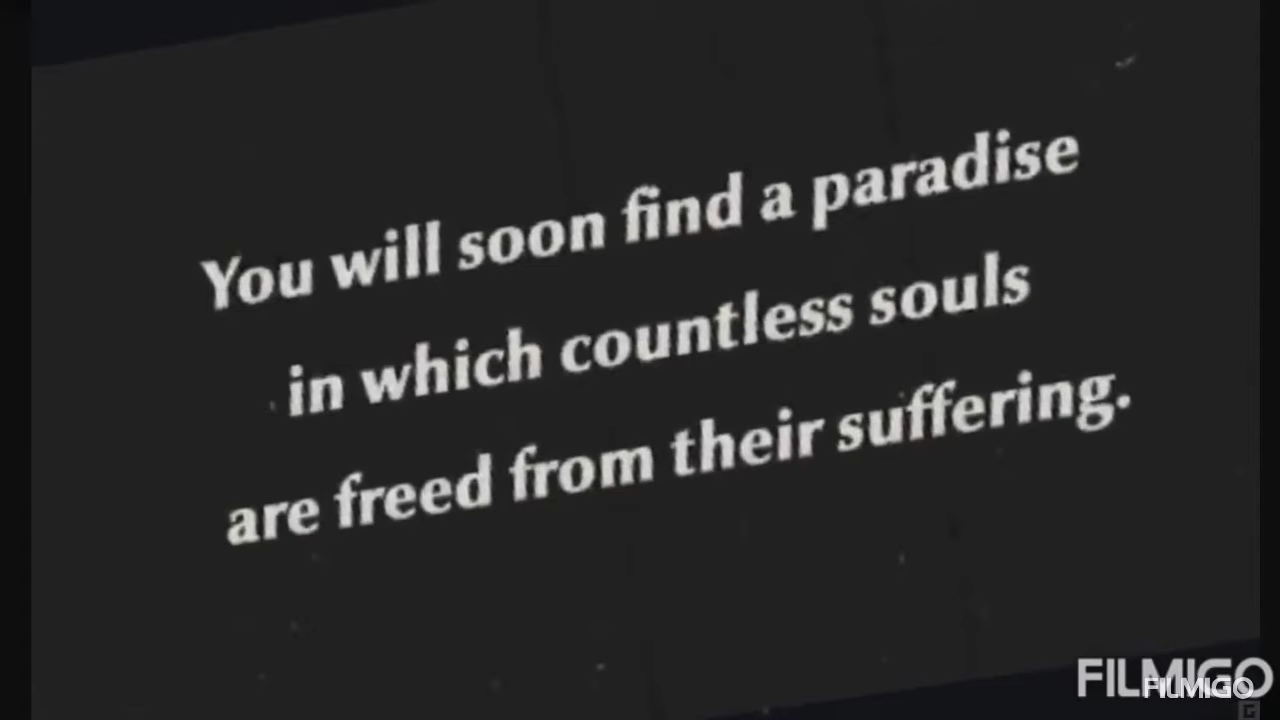 You will soon find a paradise
in which countless souls
are freed from their suffering.
FILMIGO
FILMIGO
G